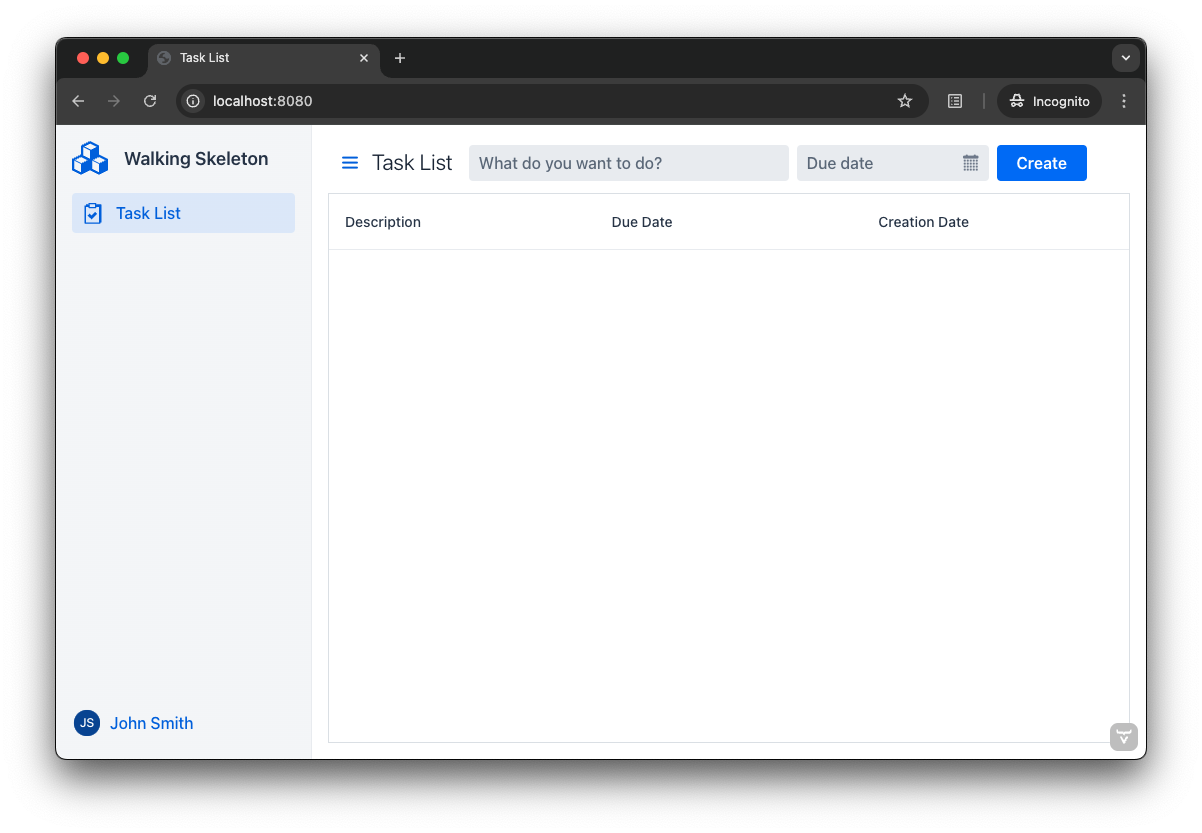 Task List
localhost:8080
Incognito
Walking Skeleton
Task List
Task List
What do you want to do?
Due date
Create
Description
Due Date
Creation Date
JS
John Smith